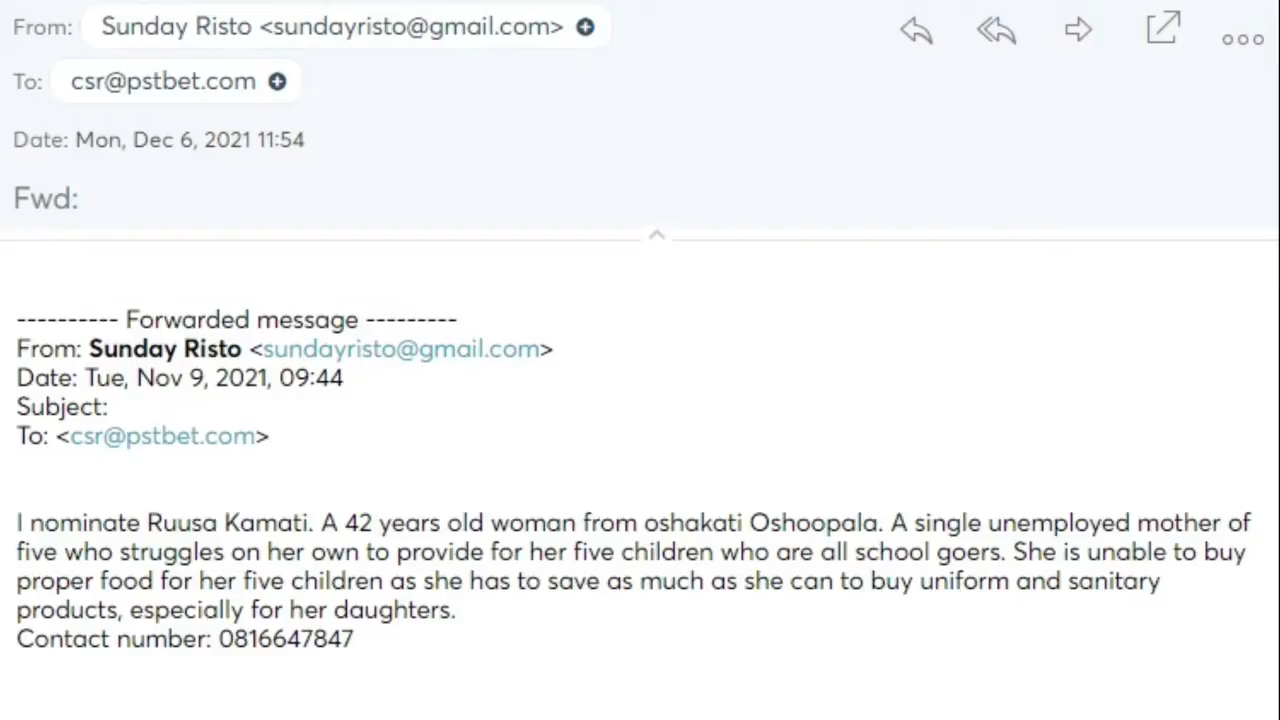 From: Sunday Risto <sundayristo@gmail.com>
To: csr@pstbet.com
Date: Mon, Dec 6, 2021 11:54
Fwd:
---------- Forwarded message ---------
From: Sunday Risto <sundayristo@gmail.com>
Date: Tue, Nov 9, 2021, 09:44
Subject:
To: <csr@pstbet.com>
I nominate Ruusa Kamati. A 42 years old woman from oshakati Oshoopala. A single unemployed mother of
five who struggles on her own to provide for her five children who are all school goers. She is unable to buy
proper food for her five children as she has to save as much as she can to buy uniform and sanitary
products, especially for her daughters.
Contact number: 0816647847